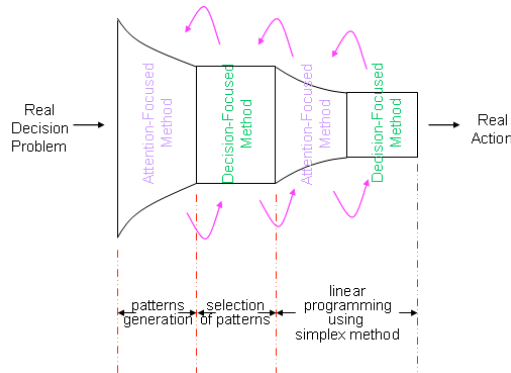 Real
Decision
Problem
Attention-Focused
Method
Decision-Focused
Method
Attention-Focused
Method
Decision-Focused
Method
Real
Action
patterns
generation
selection
of patterns
linear
programming
using
simplex method